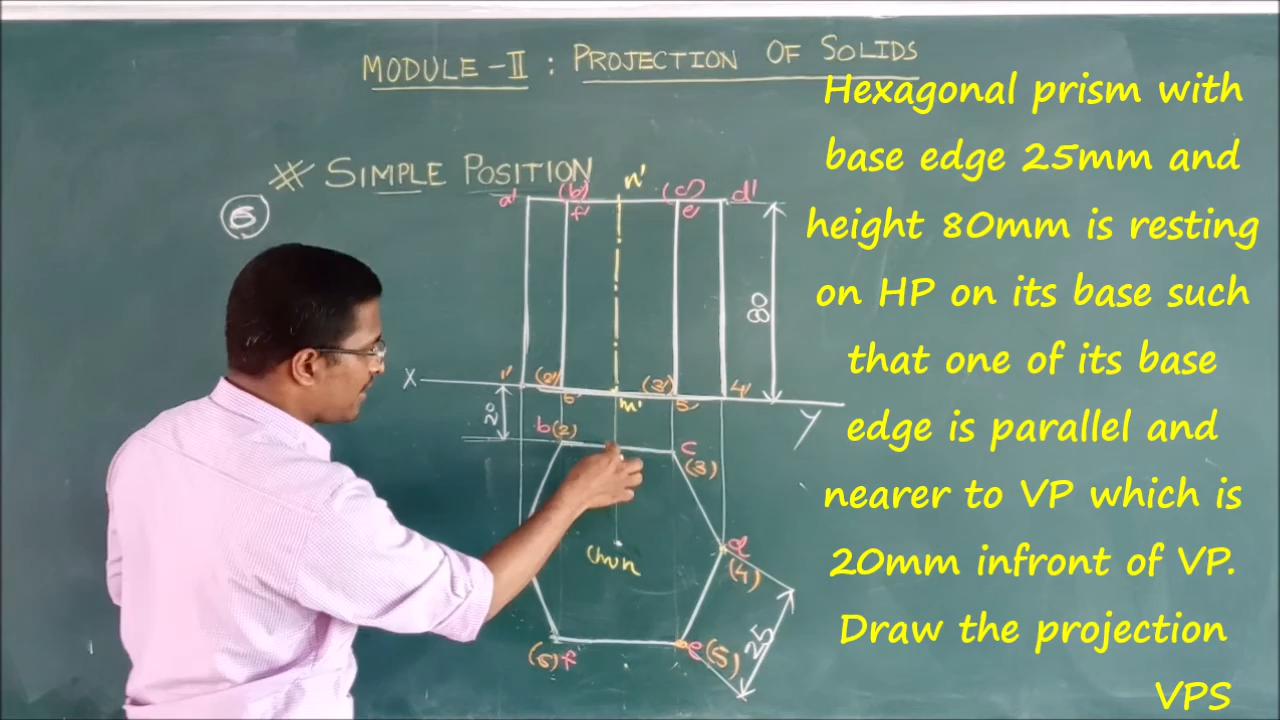 MODULE-II : PROJECTION OF SOLIDS
# SIMPLE POSITION
Hexagonal prism with
base edge 25mm and
height 80mm is resting
on HP on its base such
that one of its base
edge is parallel and
nearer to VP which is
20mm infront of VP.
Draw the projection
VPS
n'
a' (b') (c') d'
f' e'
80
X 1' (2') (3') 4'
6' m' 5'
Y
20
b(2) c
(3)
d
(4)
25
(6)f e(5)